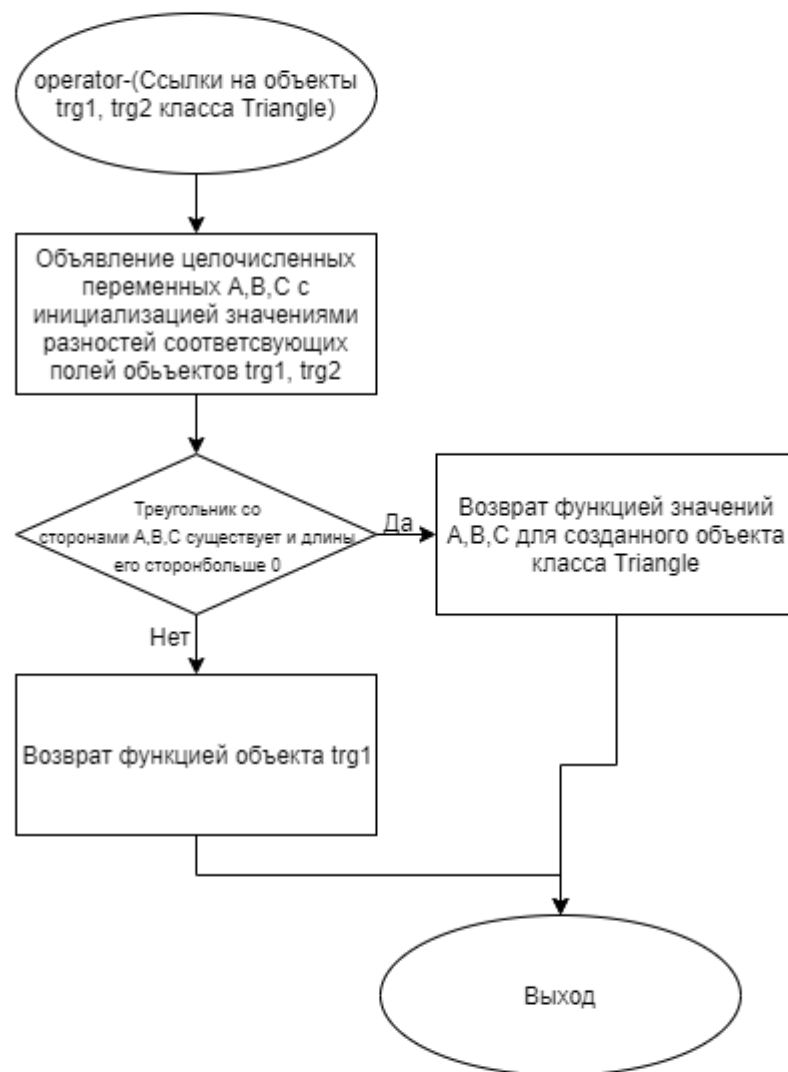 operator-(Ссылки на объекты
trg1, trg2 класса Triangle)
Объявление целочисленных
переменных A,B,C с
инициализацией значениями
разностей соответсвующих
полей обьъектов trg1, trg2
Треугольник со
сторонами A,B,C существует и длины
его сторонбольше 0
Да
Возврат функцией значений
A,B,C для созданного объекта
класса Triangle
Нет
Возврат функцией объекта trg1
Выход